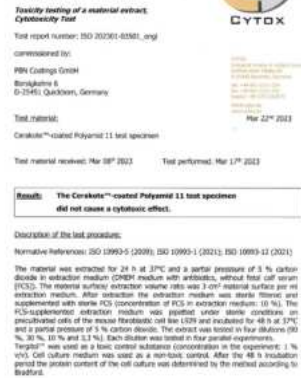 Toxicity testing of a material extract,
Cytotoxicity Test
CYTOX
Test report number: ISO 202301-03501_engl
commissioned by:
PBN Coatings GmbH
Borsigkehre 6
D-25451 Quickborn, Germany
Test material:
Mar 22nd 2023
Cerakote™-coated Polyamid 11 test specimen
Test material received: Mar 08th 2023 Test performed: Mar 17th 2023
Result: The Cerakote™-coated Polyamid 11 test specimen
did not cause a cytotoxic effect.
Description of the test procedure:
Normative References: ISO 10993-5 (2009); ISO 10993-1 (2021); ISO 10993-12 (2021)
The material was extracted for 24 h at 37°C and a partial pressure of 5 % carbon
dioxide in extraction medium (DMEM medium with antibiotics, without fetal calf serum
[FCS]). The material surface/ extraction volume ratio was 3 cm² material surface per ml
extraction medium. After extraction the extraction medium was sterile filtered and
supplemented with sterile FCS (concentration of FCS in extraction medium: 10 %). The
FCS-supplemented extraction medium was pipetted under sterile conditions on
precultivated cells of the mouse fibroblastic cell line L929 and incubated for 48 h at 37°C
and a partial pressure of 5 % carbon dioxide. The extract was tested in four dilutions (90
%, 30 %, 10 % and 3,3 %). Each dilution was tested in four parallel experiments.
Tergitol™ was used as a toxic control substance (concentration in the experiment: 1 %
v/v). Cell culture medium was used as a non-toxic control. After the 48 h incubation
period the protein content of the cell culture was determined by the method according to
Bradford.